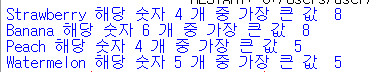 Strawberry 해당 숫자 4 개 중 가장 큰 값  8
Banana 해당 숫자 6 개 중 가장 큰 값  8
Peach 해당 숫자 4 개 중 가장 큰 값  5
Watermelon 해당 숫자 5 개 중 가장 큰 값  5